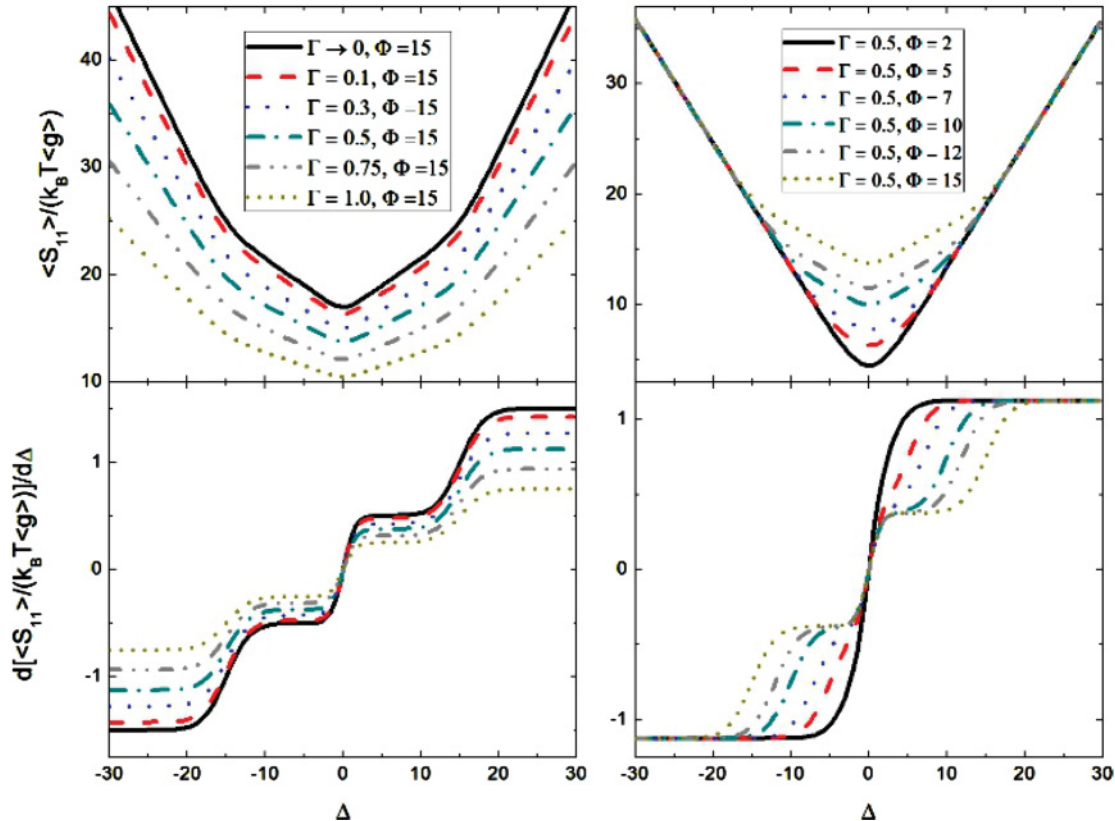 40
30
20
10
<S₁₁>/(k_BT<g>)
Γ → 0, Φ =15
Γ = 0.1, Φ =15
Γ = 0.3, Φ –15
Γ = 0.5, Φ =15
Γ = 0.75, Φ =15
Γ = 1.0, Φ =15
30
20
10
Γ = 0.5, Φ = 2
Γ = 0.5, Φ = 5
Γ = 0.5, Φ – 7
Γ = 0.5, Φ = 10
Γ = 0.5, Φ – 12
Γ = 0.5, Φ = 15
1
0
-1
d[<S₁₁>/(k_BT<g>)]/dΔ
-30 -20 -10 0 10 20 30
Δ
1
0
-1
-30 -20 -10 0 10 20 30
Δ